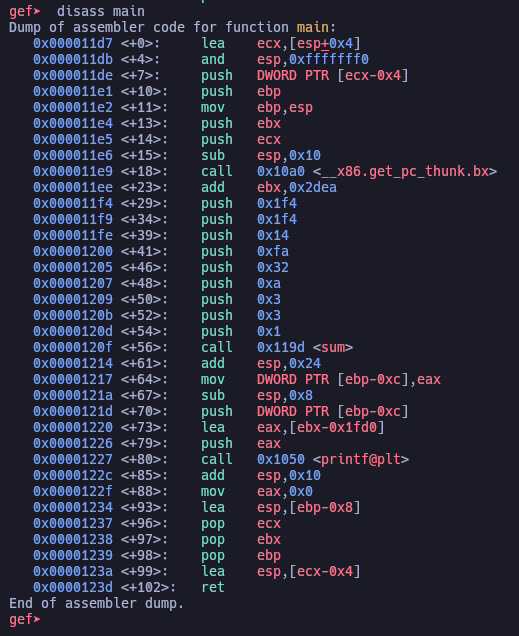 gef➤  disass main
Dump of assembler code for function main:
   0x000011d7 <+0>:	lea    ecx,[esp+0x4]
   0x000011db <+4>:	and    esp,0xfffffff0
   0x000011de <+7>:	push   DWORD PTR [ecx-0x4]
   0x000011e1 <+10>:	push   ebp
   0x000011e2 <+11>:	mov    ebp,esp
   0x000011e4 <+13>:	push   ebx
   0x000011e5 <+14>:	push   ecx
   0x000011e6 <+15>:	sub    esp,0x10
   0x000011e9 <+18>:	call   0x10a0 <__x86.get_pc_thunk.bx>
   0x000011ee <+23>:	add    ebx,0x2dea
   0x000011f4 <+29>:	push   0x1f4
   0x000011f9 <+34>:	push   0x1f4
   0x000011fe <+39>:	push   0x14
   0x00001200 <+41>:	push   0xfa
   0x00001205 <+46>:	push   0x32
   0x00001207 <+48>:	push   0xa
   0x00001209 <+50>:	push   0x3
   0x0000120b <+52>:	push   0x3
   0x0000120d <+54>:	push   0x1
   0x0000120f <+56>:	call   0x119d <sum>
   0x00001214 <+61>:	add    esp,0x24
   0x00001217 <+64>:	mov    DWORD PTR [ebp-0xc],eax
   0x0000121a <+67>:	sub    esp,0x8
   0x0000121d <+70>:	push   DWORD PTR [ebp-0xc]
   0x00001220 <+73>:	lea    eax,[ebx-0x1fd0]
   0x00001226 <+79>:	push   eax
   0x00001227 <+80>:	call   0x1050 <printf@plt>
   0x0000122c <+85>:	add    esp,0x10
   0x0000122f <+88>:	mov    eax,0x0
   0x00001234 <+93>:	lea    esp,[ebp-0x8]
   0x00001237 <+96>:	pop    ecx
   0x00001238 <+97>:	pop    ebx
   0x00001239 <+98>:	pop    ebp
   0x0000123a <+99>:	lea    esp,[ecx-0x4]
   0x0000123d <+102>:	ret
End of assembler dump.
gef➤